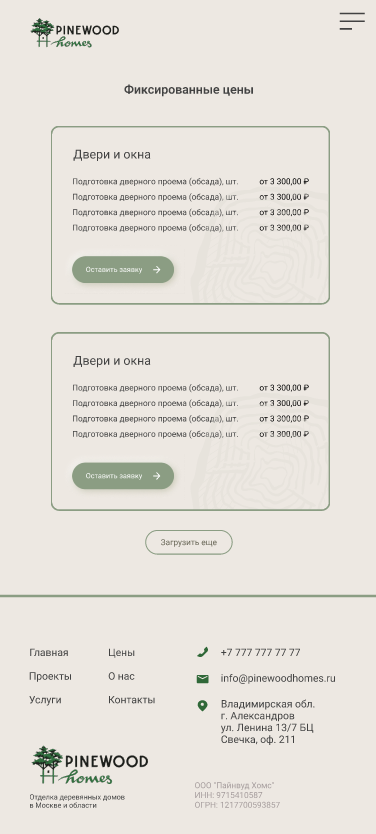 PINEWOOD
homes
Фиксированные цены
Двери и окна
Подготовка дверного проема (обсада), шт. от 3 300,00 ₽
Подготовка дверного проема (обсада), шт. от 3 300,00 ₽
Подготовка дверного проема (обсада), шт. от 3 300,00 ₽
Подготовка дверного проема (обсада), шт. от 3 300,00 ₽
Оставить заявку
Двери и окна
Подготовка дверного проема (обсада), шт. от 3 300,00 ₽
Подготовка дверного проема (обсада), шт. от 3 300,00 ₽
Подготовка дверного проема (обсада), шт. от 3 300,00 ₽
Подготовка дверного проема (обсада), шт. от 3 300,00 ₽
Оставить заявку
Загрузить еще
Главная
Проекты
Услуги
Цены
О нас
Контакты
+7 777 777 77 77
info@pinewoodhomes.ru
Владимирская обл.
г. Александров
ул. Ленина 13/7 БЦ
Свечка, оф. 211
PINEWOOD
homes
Отделка деревянных домов
в Москве и области
ООО "Пайнвуд Хомс"
ИНН: 9715410587
ОГРН: 1217700593857